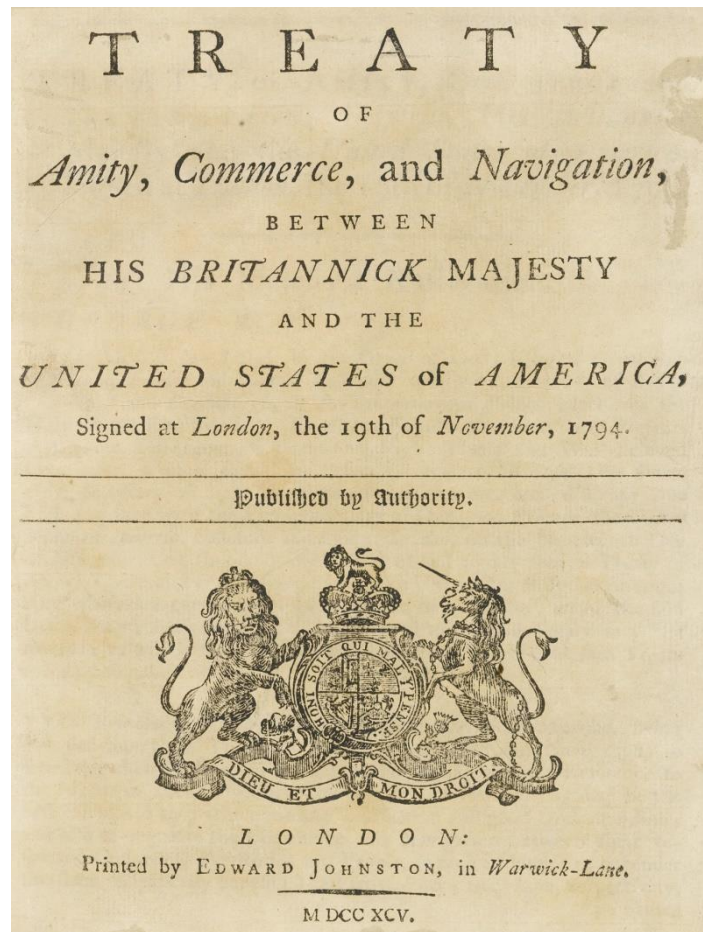 TREATY
OF
Amity, Commerce, and Navigation,
BETWEEN
HIS BRITANNICK MAJESTY
AND THE
UNITED STATES of AMERICA,
Signed at London, the 19th of November, 1794.
Publiſhed by Authority.
HONI SOIT QUI MAL Y PENSE
DIEU ET MON DROIT
LONDON:
Printed by EDWARD JOHNSTON, in Warwick-Lane.
M DCC XCV.